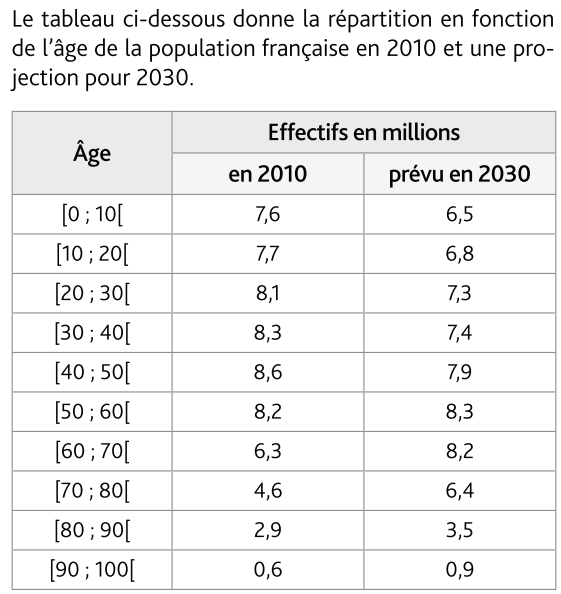 Le tableau ci-dessous donne la répartition en fonction
de l'âge de la population française en 2010 et une pro-
jection pour 2030.
Âge Effectifs en millions
en 2010 prévu en 2030
[0 ; 10[ 7,6 6,5
[10 ; 20[ 7,7 6,8
[20 ; 30[ 8,1 7,3
[30 ; 40[ 8,3 7,4
[40 ; 50[ 8,6 7,9
[50 ; 60[ 8,2 8,3
[60 ; 70[ 6,3 8,2
[70 ; 80[ 4,6 6,4
[80 ; 90[ 2,9 3,5
[90 ; 100[ 0,6 0,9